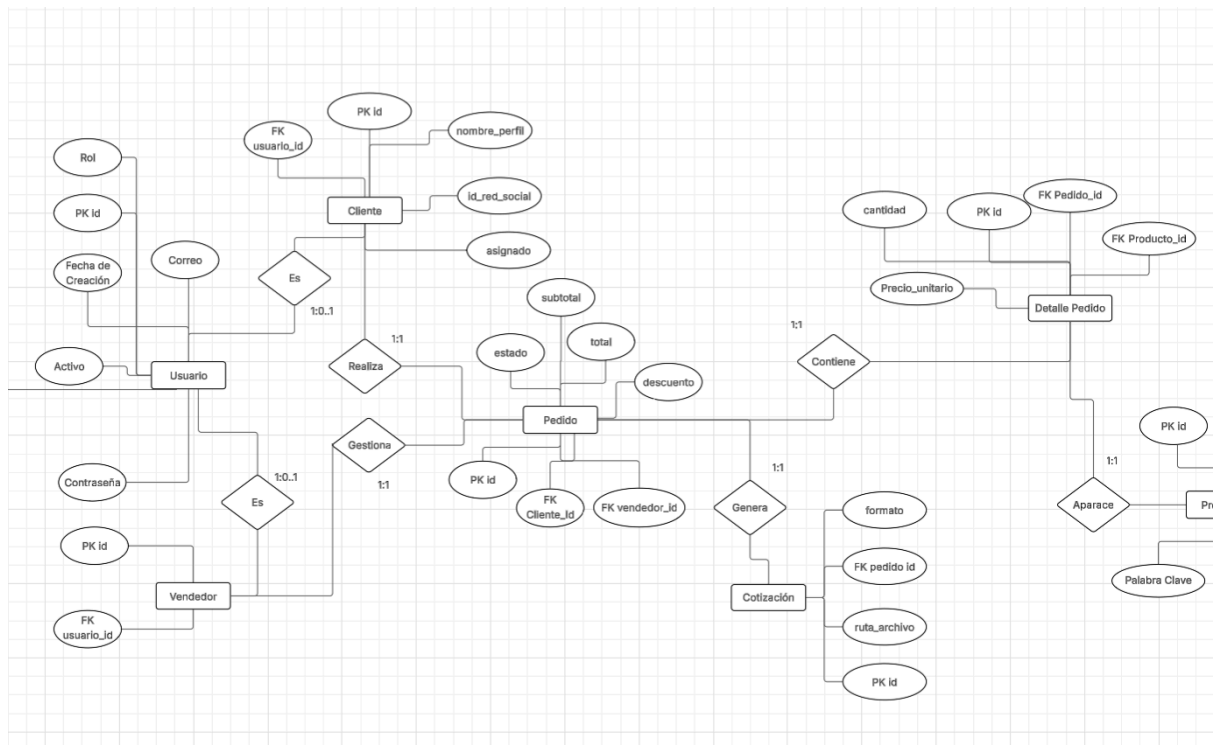 PK id
FK
usuario_id
nombre_perfil
Rol
id_red_social
Cliente
PK id
asignado
Fecha de
Creación
Correo
Es
1:0..1
Activo
Usuario
1:1
Realiza
subtotal
total
estado
descuento
Pedido
Gestiona
1:1
PK id
FK
Cliente_Id
FK vendedor_id
Contraseña
1:0..1
Es
PK id
Vendedor
FK
usuario_id
cantidad
PK id
FK Pedido_id
FK Producto_id
Precio_unitario
Detalle Pedido
1:1
Contiene
1:1
Genera
1:1
Aparace
PK id
Pro
Palabra Clave
formato
FK pedido id
Cotización
ruta_archivo
PK id